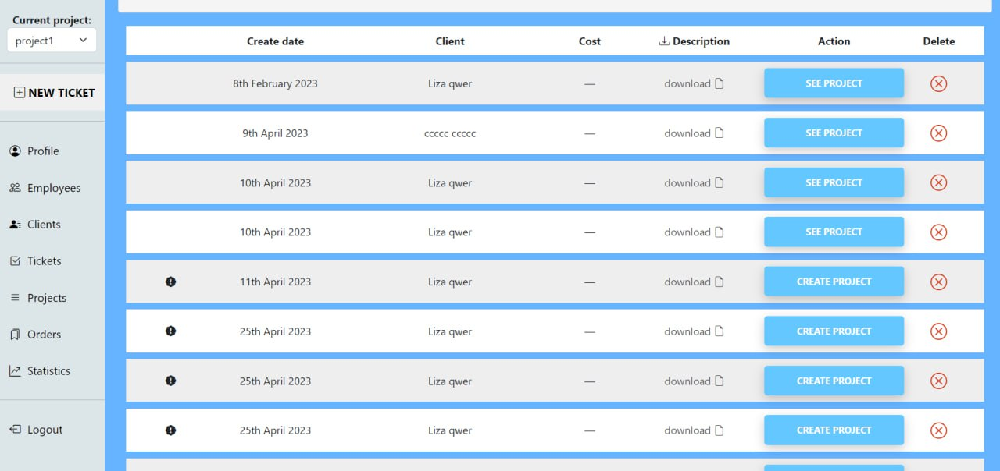 Current project:
project1
NEW TICKET
Profile
Employees
Clients
Tickets
Projects
Orders
Statistics
Logout
Create date Client Cost Description Action Delete
8th February 2023 Liza qwer — download SEE PROJECT
9th April 2023 ccccc ccccc — download SEE PROJECT
10th April 2023 Liza qwer — download SEE PROJECT
10th April 2023 Liza qwer — download SEE PROJECT
11th April 2023 Liza qwer — download CREATE PROJECT
25th April 2023 Liza qwer — download CREATE PROJECT
25th April 2023 Liza qwer — download CREATE PROJECT
25th April 2023 Liza qwer — download CREATE PROJECT